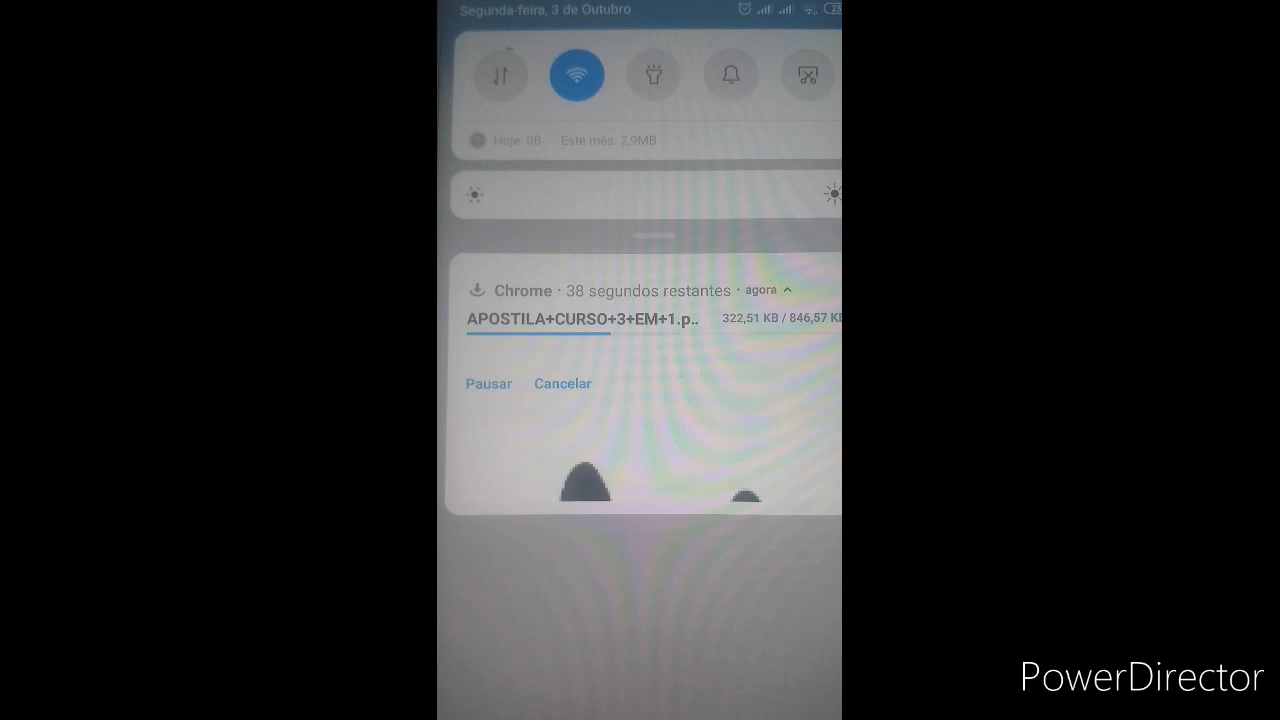 Segunda-feira, 3 de Outubro
23
Hoje: 0B Este mês: 2,9MB
Chrome · 38 segundos restantes · agora
APOSTILA+CURSO+3+EM+1.p.. 322,51 KB / 846,57 KB
Pausar Cancelar
PowerDirector